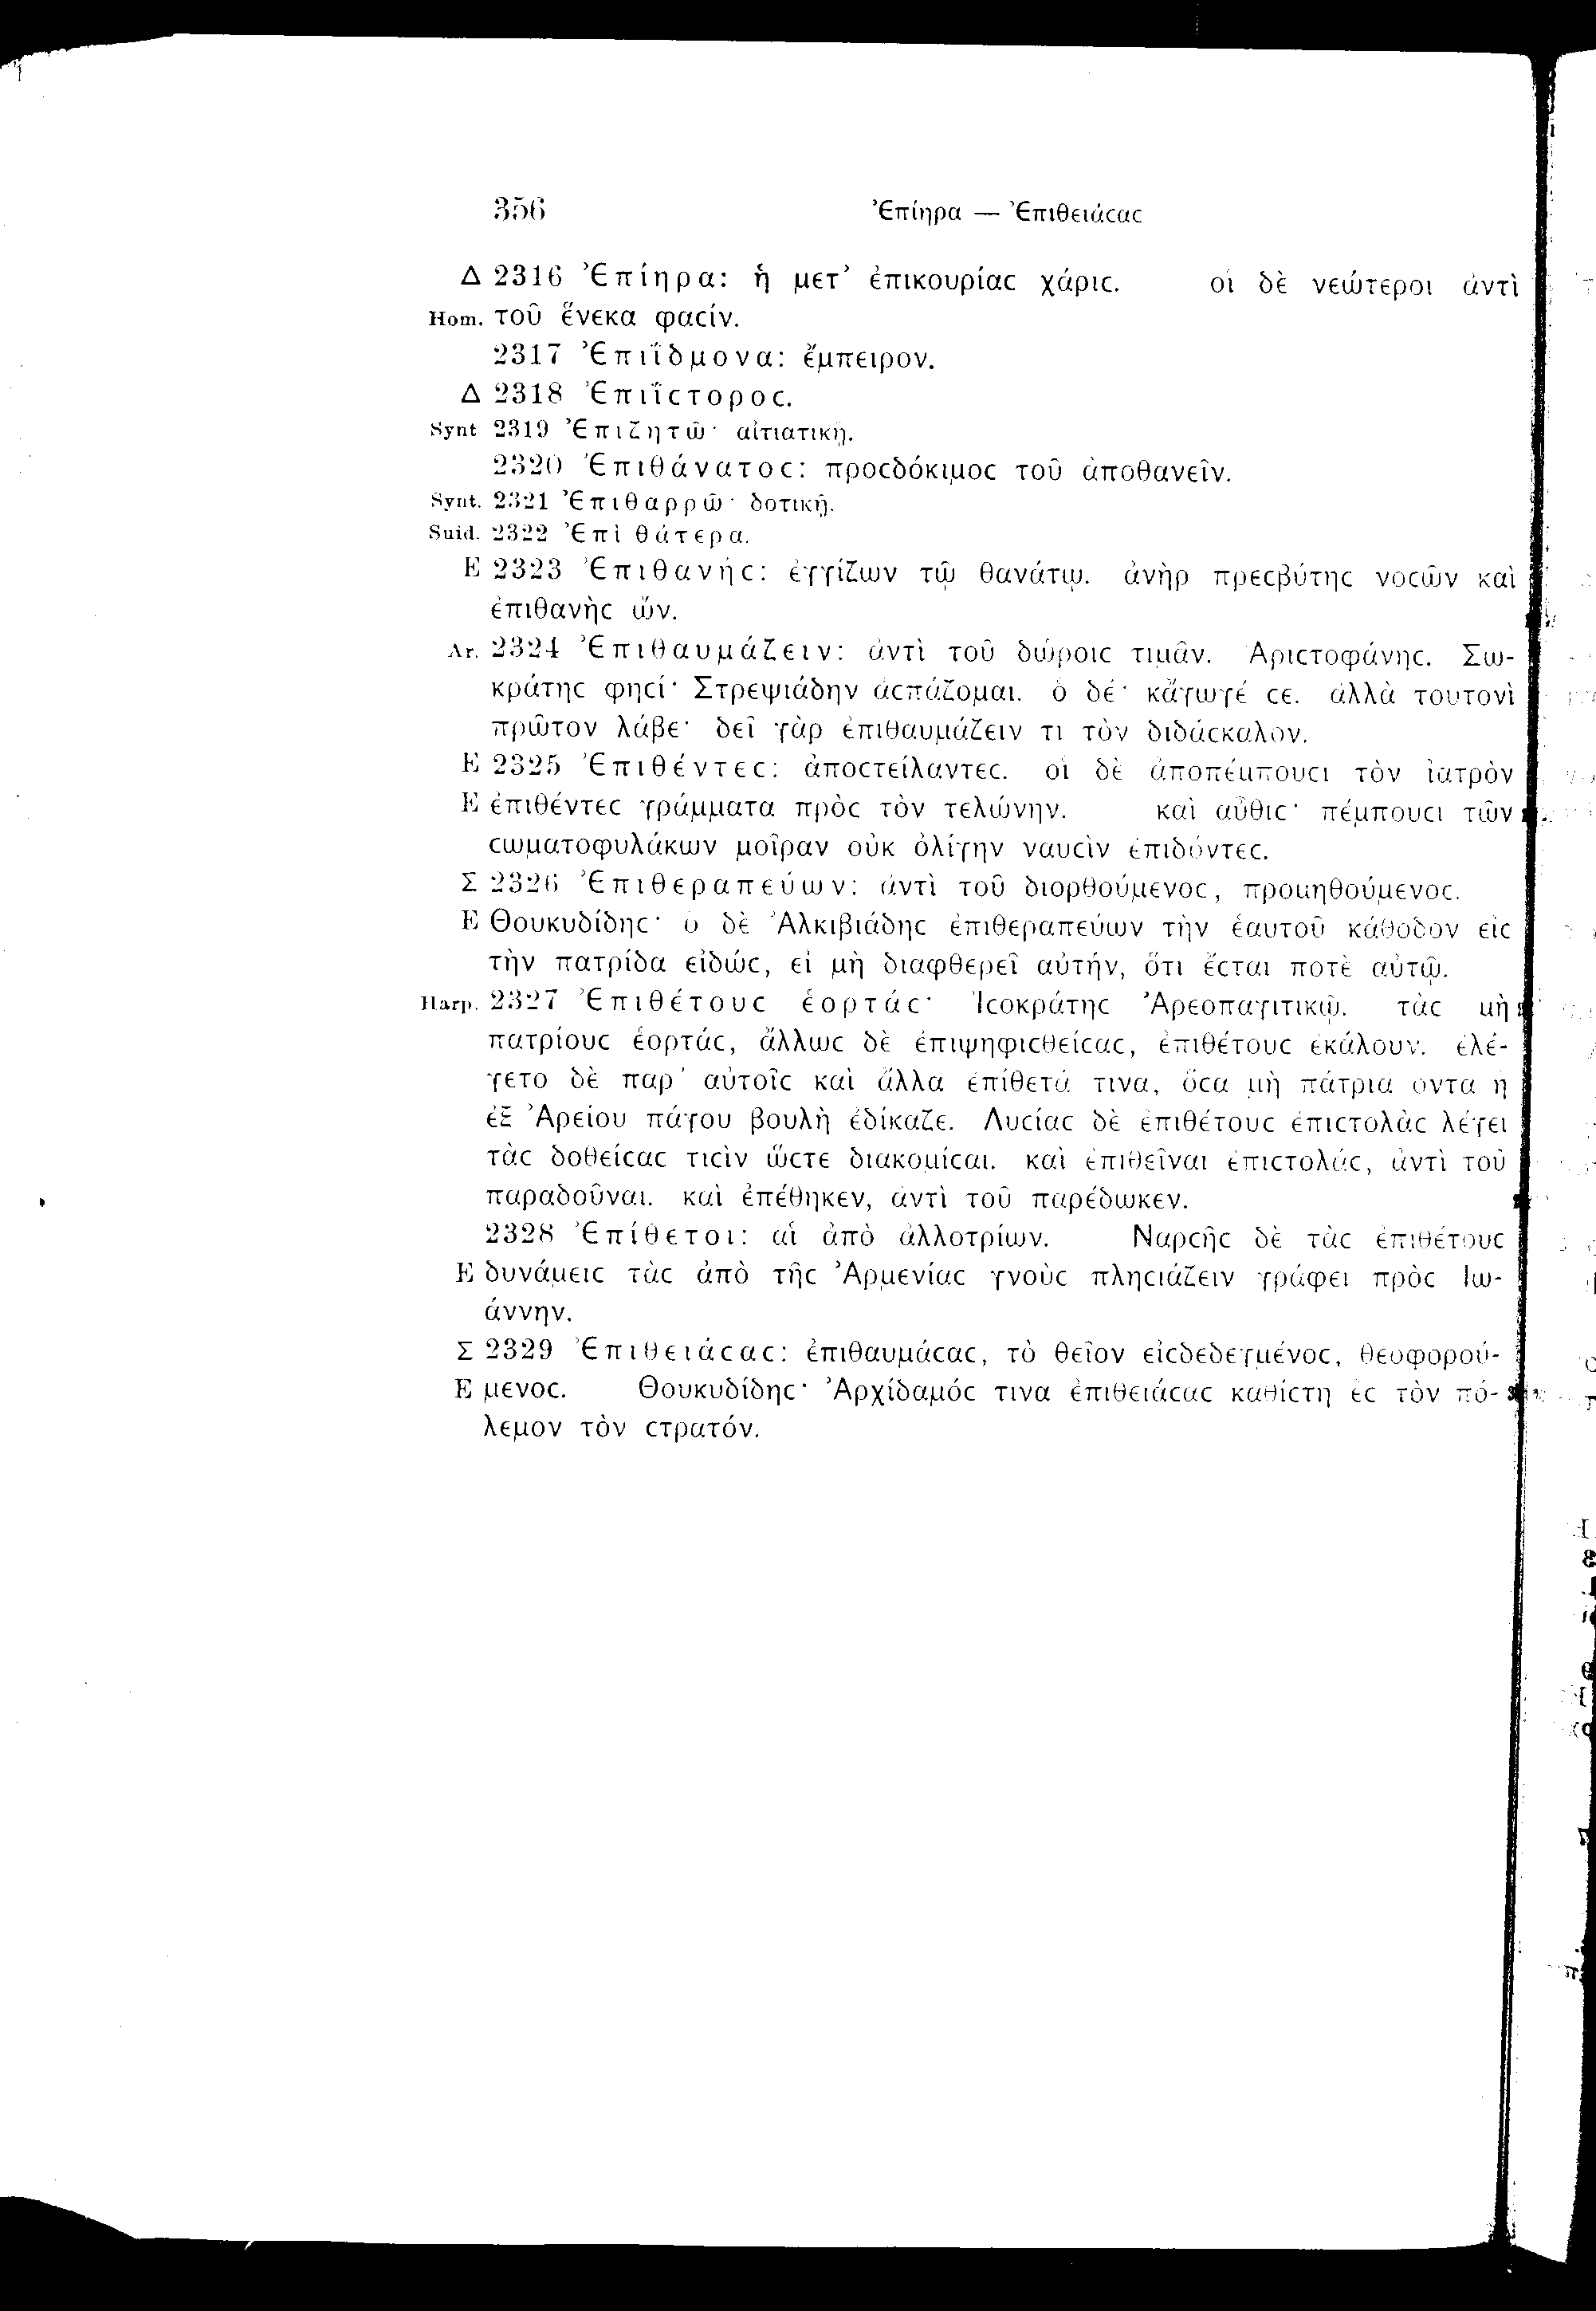 356 Ἐπίηρα — Ἐπιθειάϲαϲ
Δ 2316 Ἐπίηρα: ἡ μετ’ ἐπικουρίαϲ χάριϲ. οἱ δὲ νεώτεροι ἀντὶ
Hom. τοῦ ἕνεκα φαϲίν.
2317 Ἐπιΐδμονα: ἔμπειρον.
Δ 2318 Ἐπιΐϲτοροϲ.
Synt 2319 Ἐπιζητῶ· αἰτιατικῇ.
2320 Ἐπιθάνατοϲ: προϲδόκιμοϲ τοῦ ἀποθανεῖν.
Synt. 2321 Ἐπιθαρρῶ· δοτικῇ.
Suid. 2322 Ἐπὶ θάτερα.
E 2323 Ἐπιθανήϲ: ἐγγίζων τῷ θανάτῳ. ἀνὴρ πρεϲβύτηϲ νοϲῶν καὶ
ἐπιθανὴϲ ὤν.
Ar. 2324 Ἐπιθαυμάζειν: ἀντὶ τοῦ δώροιϲ τιμᾶν. Ἀριϲτοφάνηϲ. Σω-
κράτηϲ φηϲί· Στρεψιάδην ἀϲπάζομαι. ὁ δέ· κἄγωγέ ϲε. ἀλλὰ τουτονὶ
πρῶτον λάβε· δεῖ γὰρ ἐπιθαυμάζειν τι τὸν διδάϲκαλον.
E 2325 Ἐπιθέντεϲ: ἀποϲτείλαντεϲ. οἱ δὲ ἀποπέμπουϲι τὸν ἰατρὸν
E ἐπιθέντεϲ γράμματα πρὸϲ τὸν τελώνην. καὶ αὖθιϲ· πέμπουϲι τῶν
ϲωματοφυλάκων μοῖραν οὐκ ὀλίγην ναυϲὶν ἐπιδόντεϲ.
Σ 2326 Ἐπιθεραπεύων: ἀντὶ τοῦ διορθούμενοϲ, προμηθούμενοϲ.
E Θουκυδίδηϲ· ὁ δὲ Ἀλκιβιάδηϲ ἐπιθεραπεύων τὴν ἑαυτοῦ κάθοδον εἰϲ
τὴν πατρίδα εἰδώϲ, εἰ μὴ διαφθερεῖ αὐτήν, ὅτι ἔϲται ποτὲ αὐτῷ.
Harp. 2327 Ἐπιθέτουϲ ἑορτάϲ· Ἰϲοκράτηϲ Ἀρεοπαγιτικῷ. τὰϲ μὴ
πατρίουϲ ἑορτάϲ, ἄλλωϲ δὲ ἐπιψηφιϲθείϲαϲ, ἐπιθέτουϲ ἐκάλουν. ἐλέ-
γετο δὲ παρ’ αὐτοῖϲ καὶ ἄλλα ἐπίθετά τινα, ὅϲα μὴ πάτρια ὄντα ἡ
ἐξ Ἀρείου πάγου βουλὴ ἐδίκαζε. Λυϲίαϲ δὲ ἐπιθέτουϲ ἐπιϲτολὰϲ λέγει
τὰϲ δοθείϲαϲ τιϲὶν ὥϲτε διακομίϲαι. καὶ ἐπιθεῖναι ἐπιϲτολάϲ, ἀντὶ τοῦ
παραδοῦναι. καὶ ἐπέθηκεν, ἀντὶ τοῦ παρέδωκεν.
2328 Ἐπίθετοι: αἱ ἀπὸ ἀλλοτρίων. Ναρϲῆϲ δὲ τὰϲ ἐπιθέτουϲ
E δυνάμειϲ τὰϲ ἀπὸ τῆϲ Ἀρμενίαϲ γνοὺϲ πληϲιάζειν γράφει πρὸϲ Ἰω-
άννην.
Σ 2329 Ἐπιθειάϲαϲ: ἐπιθαυμάϲαϲ, τὸ θεῖον εἰϲδεδεγμένοϲ, θεοφορού-
E μενοϲ. Θουκυδίδηϲ· Ἀρχίδαμόϲ τινα ἐπιθειάϲαϲ καθίϲτη ἐϲ τὸν πό-
λεμον τὸν ϲτρατόν.